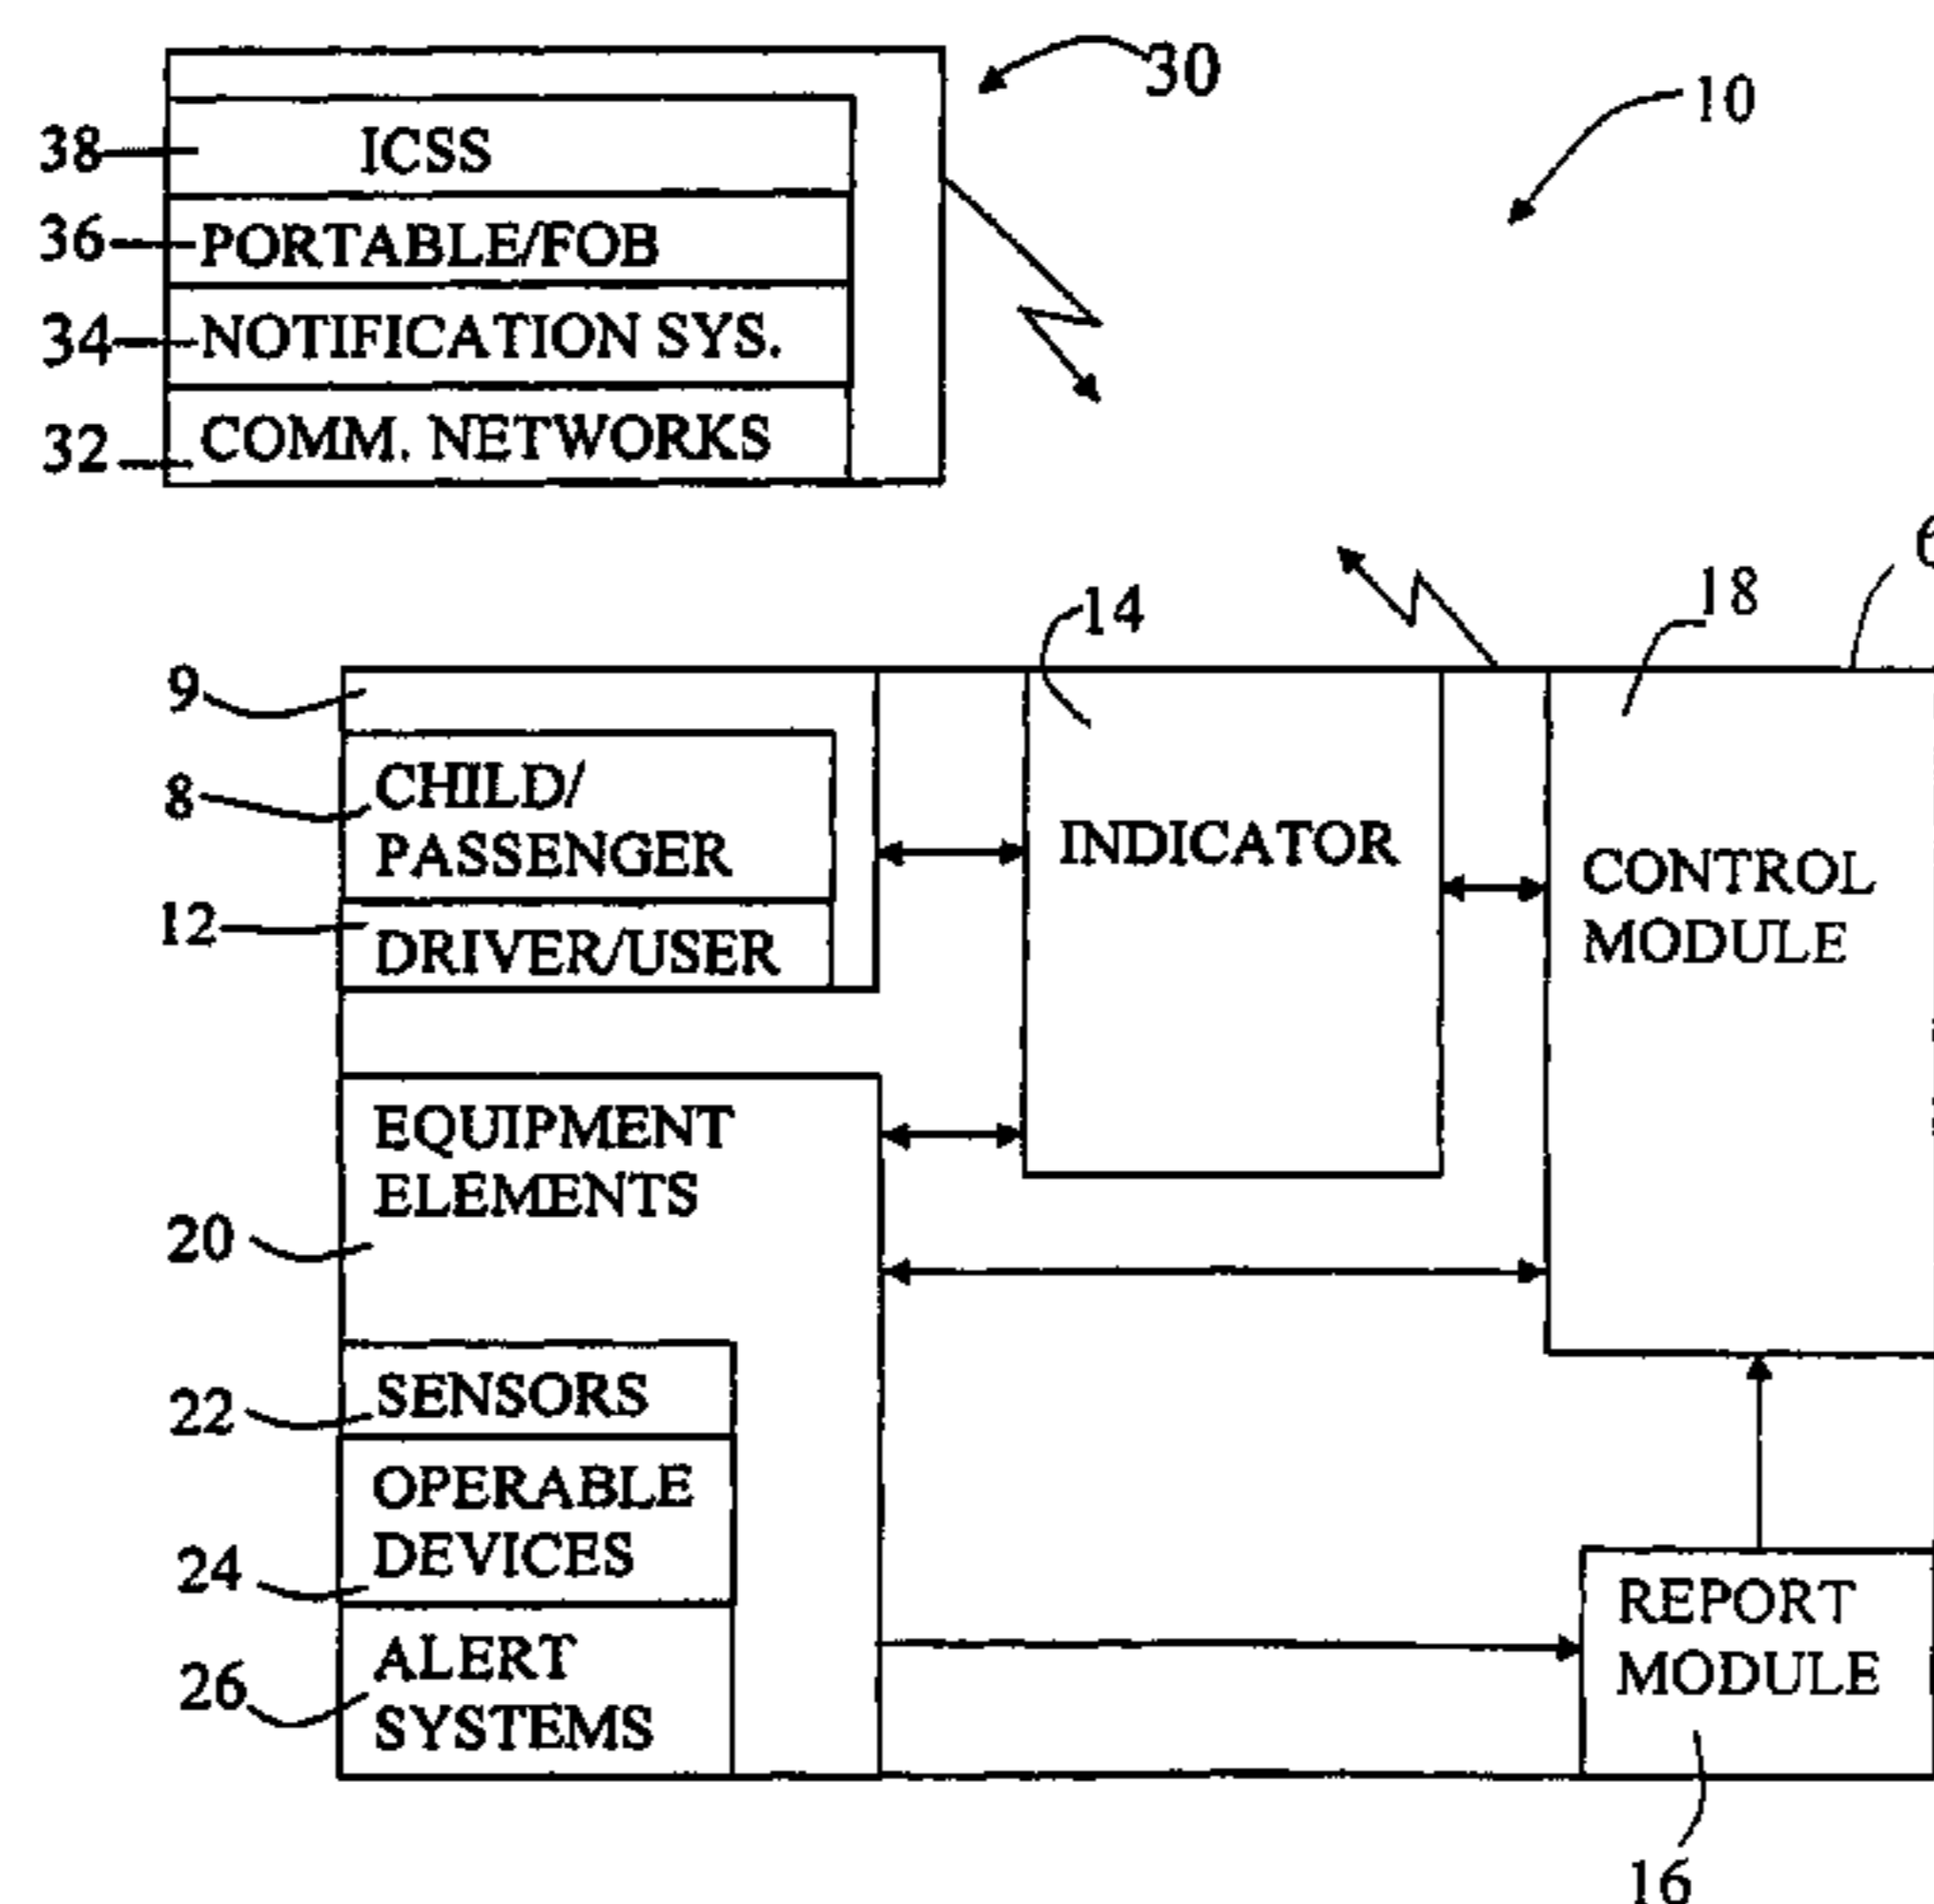 30
10
38 ICSS
36 PORTABLE/FOB
34 NOTIFICATION SYS.
32 COMM. NETWORKS
14
18
9
8 CHILD/
PASSENGER
12 DRIVER/USER
INDICATOR
CONTROL
MODULE
EQUIPMENT
ELEMENTS
20
22 SENSORS
OPERABLE
24 DEVICES
26 ALERT
SYSTEMS
REPORT
MODULE
16